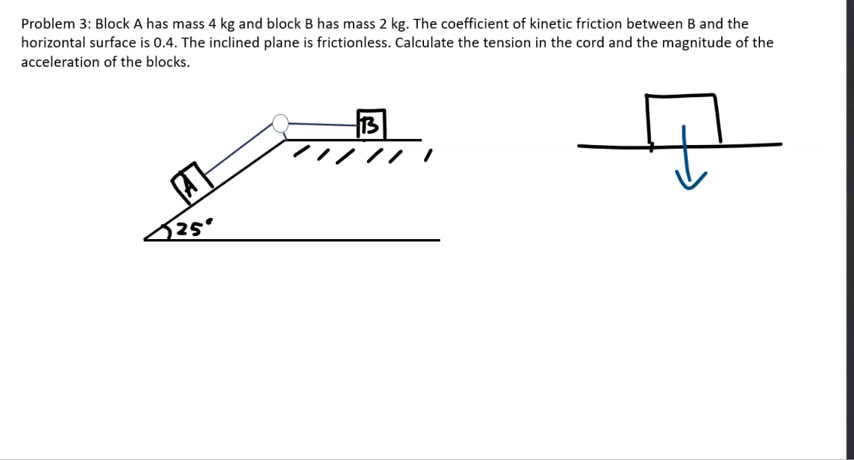 Problem 3: Block A has mass 4 kg and block B has mass 2 kg. The coefficient of kinetic friction between B and the
horizontal surface is 0.4. The inclined plane is frictionless. Calculate the tension in the cord and the magnitude of the
acceleration of the blocks.
B
A
25°